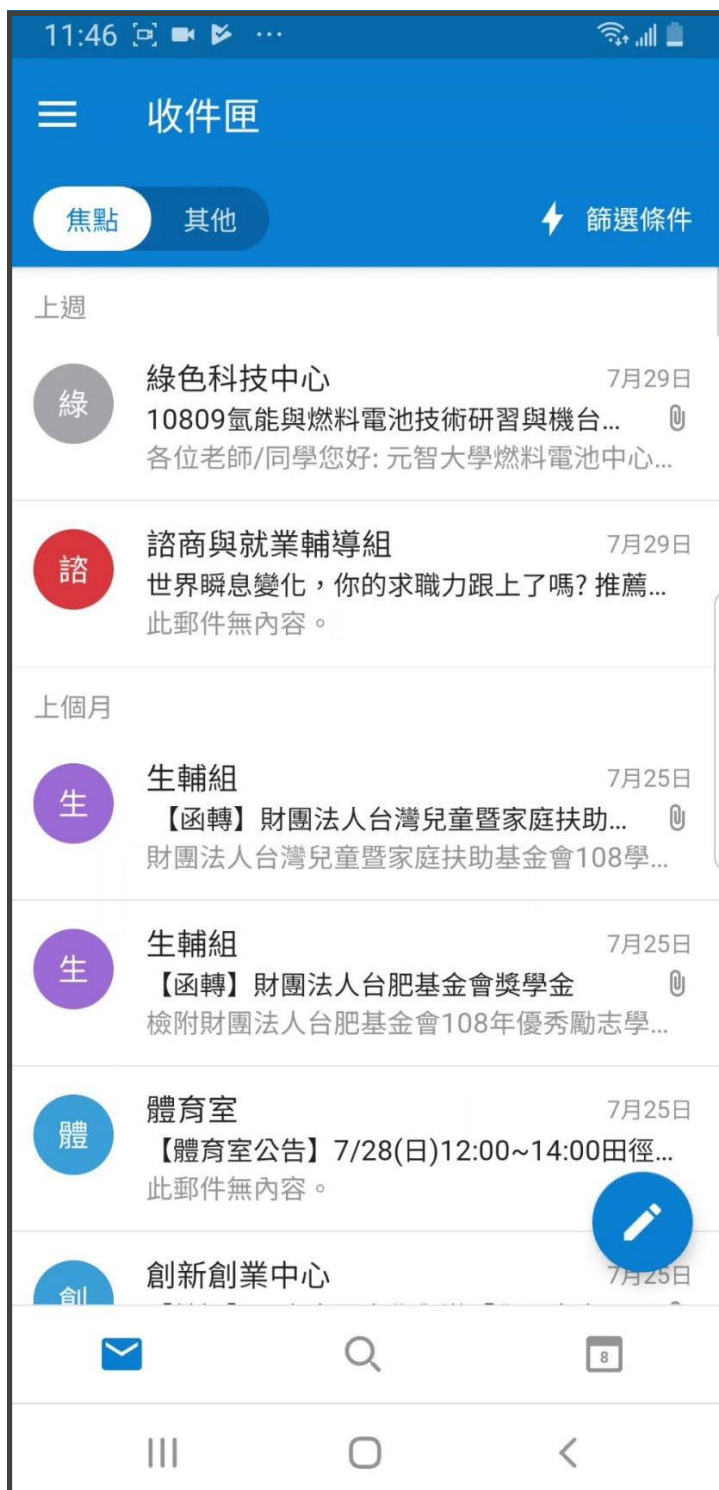 11:46 ...
收件匣
焦點 其他 篩選條件
上週
綠 綠色科技中心 7月29日
10809氫能與燃料電池技術研習與機台...
各位老師/同學您好: 元智大學燃料電池中心...
諮 諮商與就業輔導組 7月29日
世界瞬息變化，你的求職力跟上了嗎? 推薦...
此郵件無內容。
上個月
生 生輔組 7月25日
【函轉】財團法人台灣兒童暨家庭扶助...
財團法人台灣兒童暨家庭扶助基金會108學...
生 生輔組 7月25日
【函轉】財團法人台肥基金會獎學金
檢附財團法人台肥基金會108年優秀勵志學...
體 體育室 7月25日
【體育室公告】7/28(日)12:00~14:00田徑...
此郵件無內容。
創 創新創業中心 7月25日
8